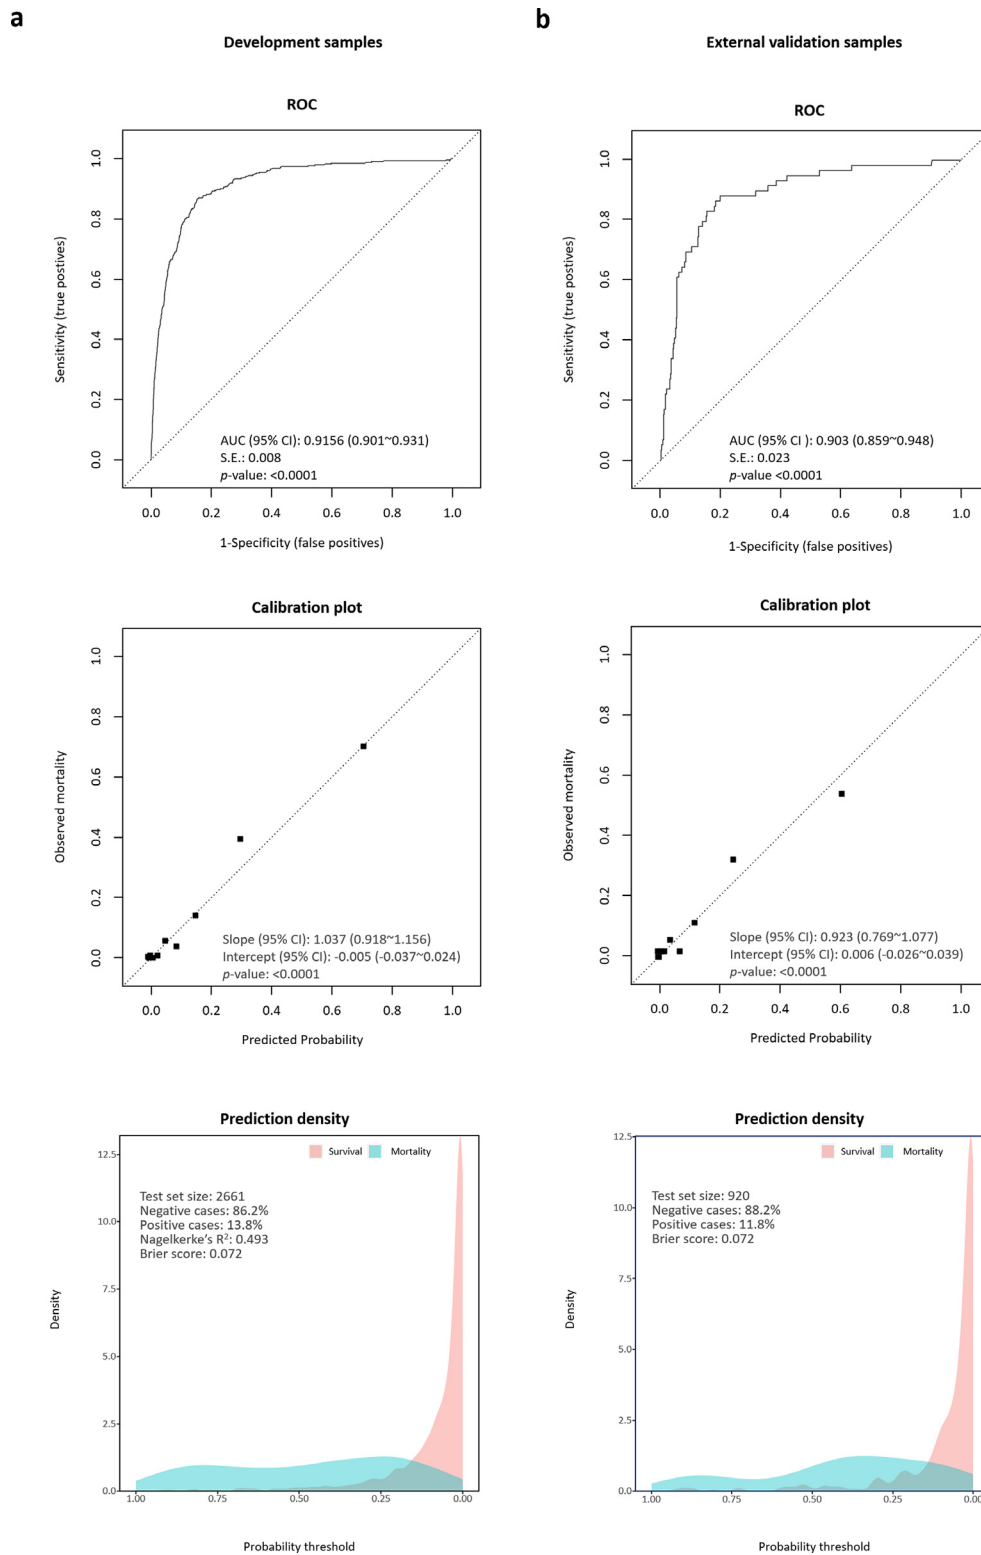 a
Development samples
ROC
1.0
0.8
0.6
0.4
0.2
0.0
Sensitivity (true postives)
AUC (95% CI): 0.9156 (0.901~0.931)
S.E.: 0.008
p-value: <0.0001
0.0 0.2 0.4 0.6 0.8 1.0
1-Specificity (false positives)
Calibration plot
1.0
0.8
0.6
0.4
0.2
0.0
Observed mortality
Slope (95% CI): 1.037 (0.918~1.156)
Intercept (95% CI): -0.005 (-0.037~0.024)
p-value: <0.0001
0.0 0.2 0.4 0.6 0.8 1.0
Predicted Probability
Prediction density
Survival Mortality
12.5
10.0
7.5
5.0
2.5
0.0
Density
Test set size: 2661
Negative cases: 86.2%
Positive cases: 13.8%
Nagelkerke's R²: 0.493
Brier score: 0.072
1.00 0.75 0.50 0.25 0.00
Probability threshold
b
External validation samples
ROC
1.0
0.8
0.6
0.4
0.2
0.0
Sensitivity (true postives)
AUC (95% CI ): 0.903 (0.859~0.948)
S.E.: 0.023
p-value <0.0001
0.0 0.2 0.4 0.6 0.8 1.0
1-Specificity (false positives)
Calibration plot
1.0
0.8
0.6
0.4
0.2
0.0
Observed mortality
Slope (95% CI): 0.923 (0.769~1.077)
Intercept (95% CI): 0.006 (-0.026~0.039)
p-value: <0.0001
0.0 0.2 0.4 0.6 0.8 1.0
Predicted Probability
Prediction density
Survival Mortality
12.5
10.0
7.5
5.0
2.5
0.0
Density
Test set size: 920
Negative cases: 88.2%
Positive cases: 11.8%
Brier score: 0.072
1.00 0.75 0.50 0.25 0.00
Probability threshold